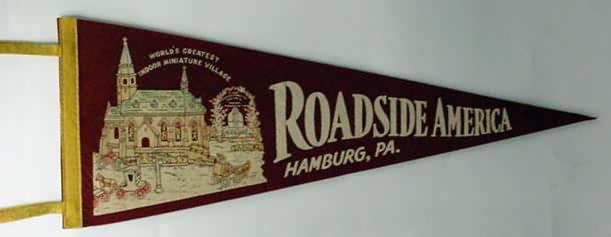 WORLD'S GREATEST
INDOOR MINIATURE VILLAGE
ROADSIDE AMERICA
HAMBURG, PA.